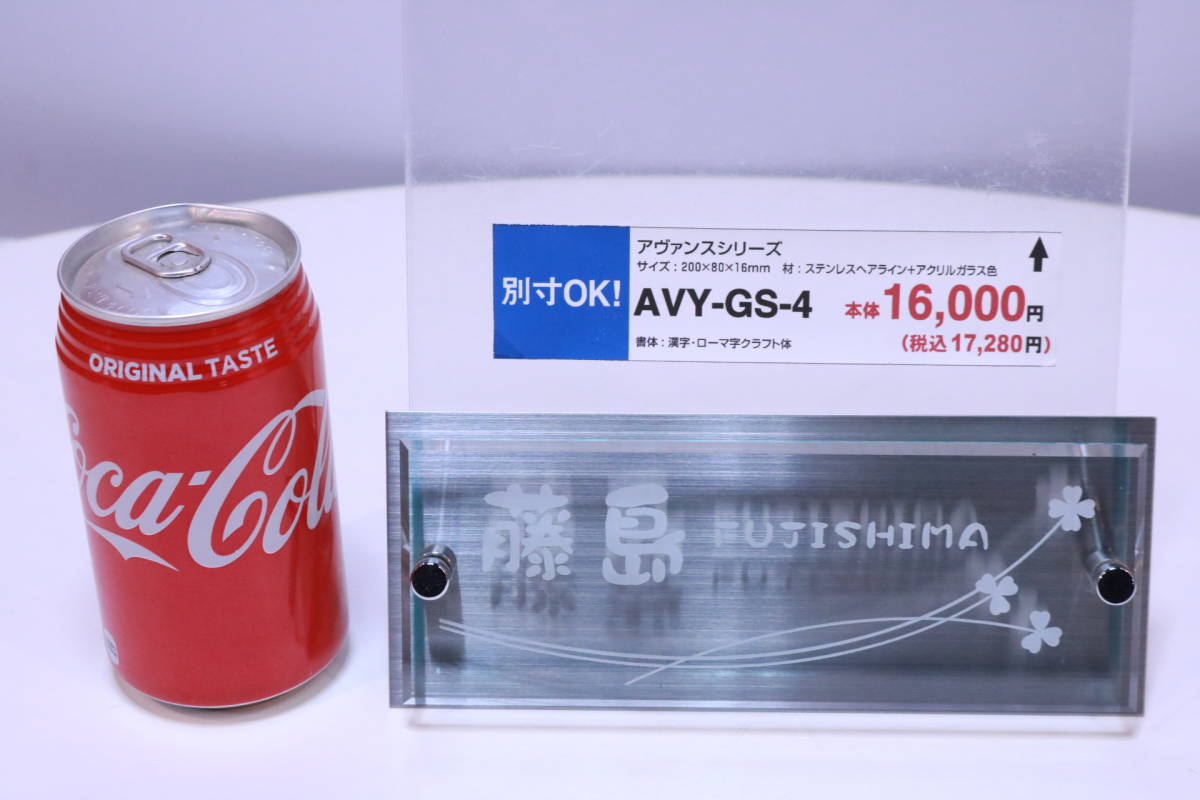 ORIGINAL TASTE
Coca-Cola
別寸OK!
アヴァンスシリーズ
サイズ：200×80×16mm 材：ステンレスヘアライン+アクリルガラス色
AVY-GS-4 本体16,000円
書体：漢字・ローマ字クラフト体 (税込17,280円)
藤島 FUJISHIMA